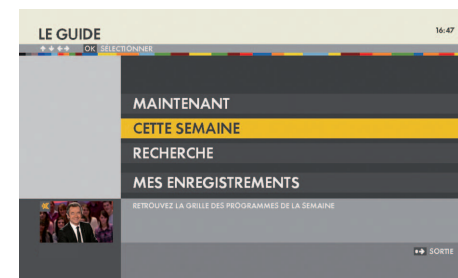 LE GUIDE
16:47
OK SÉLECTIONNER
MAINTENANT
CETTE SEMAINE
RECHERCHE
MES ENREGISTREMENTS
RETROUVEZ LA GRILLE DES PROGRAMMES DE LA SEMAINE
SORTIE